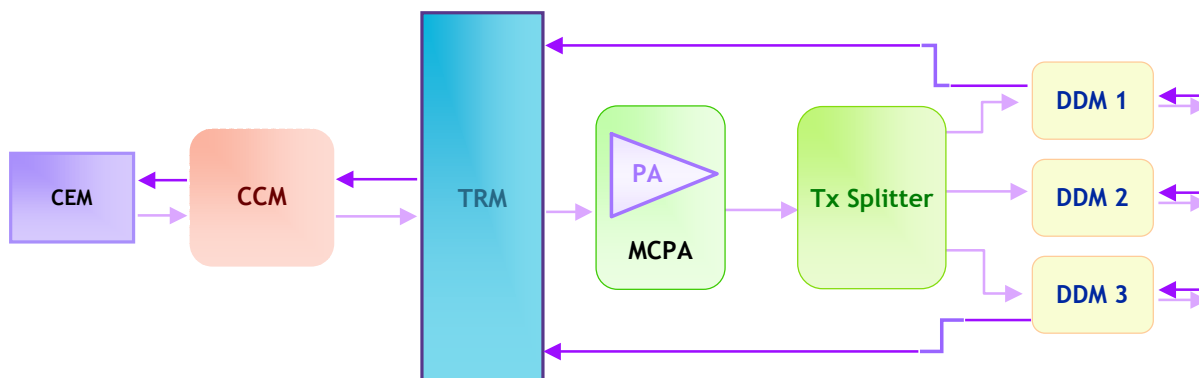 CEM
CCM
TRM
PA
MCPA
Tx Splitter
DDM 1
DDM 2
DDM 3